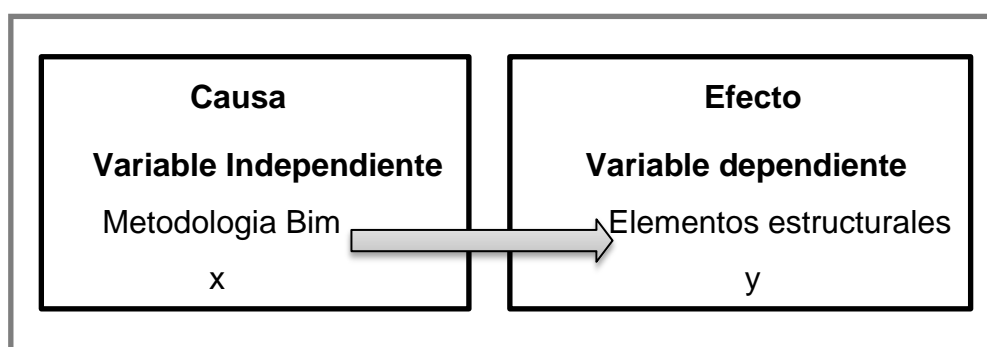 Causa
Variable Independiente
Metodologia Bim
x
Efecto
Variable dependiente
Elementos estructurales
y